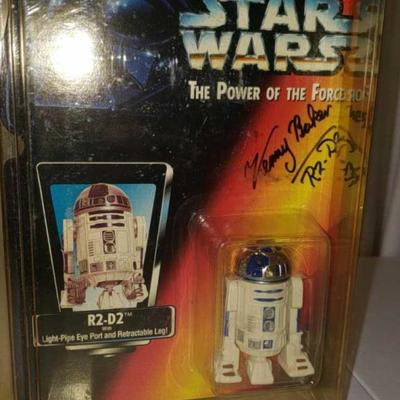 STAR
WARS
THE POWER OF THE FORCE
Kenny Baker
R2-D2
R2-D2™
With
Light-Pipe Eye Port and Retractable Leg!